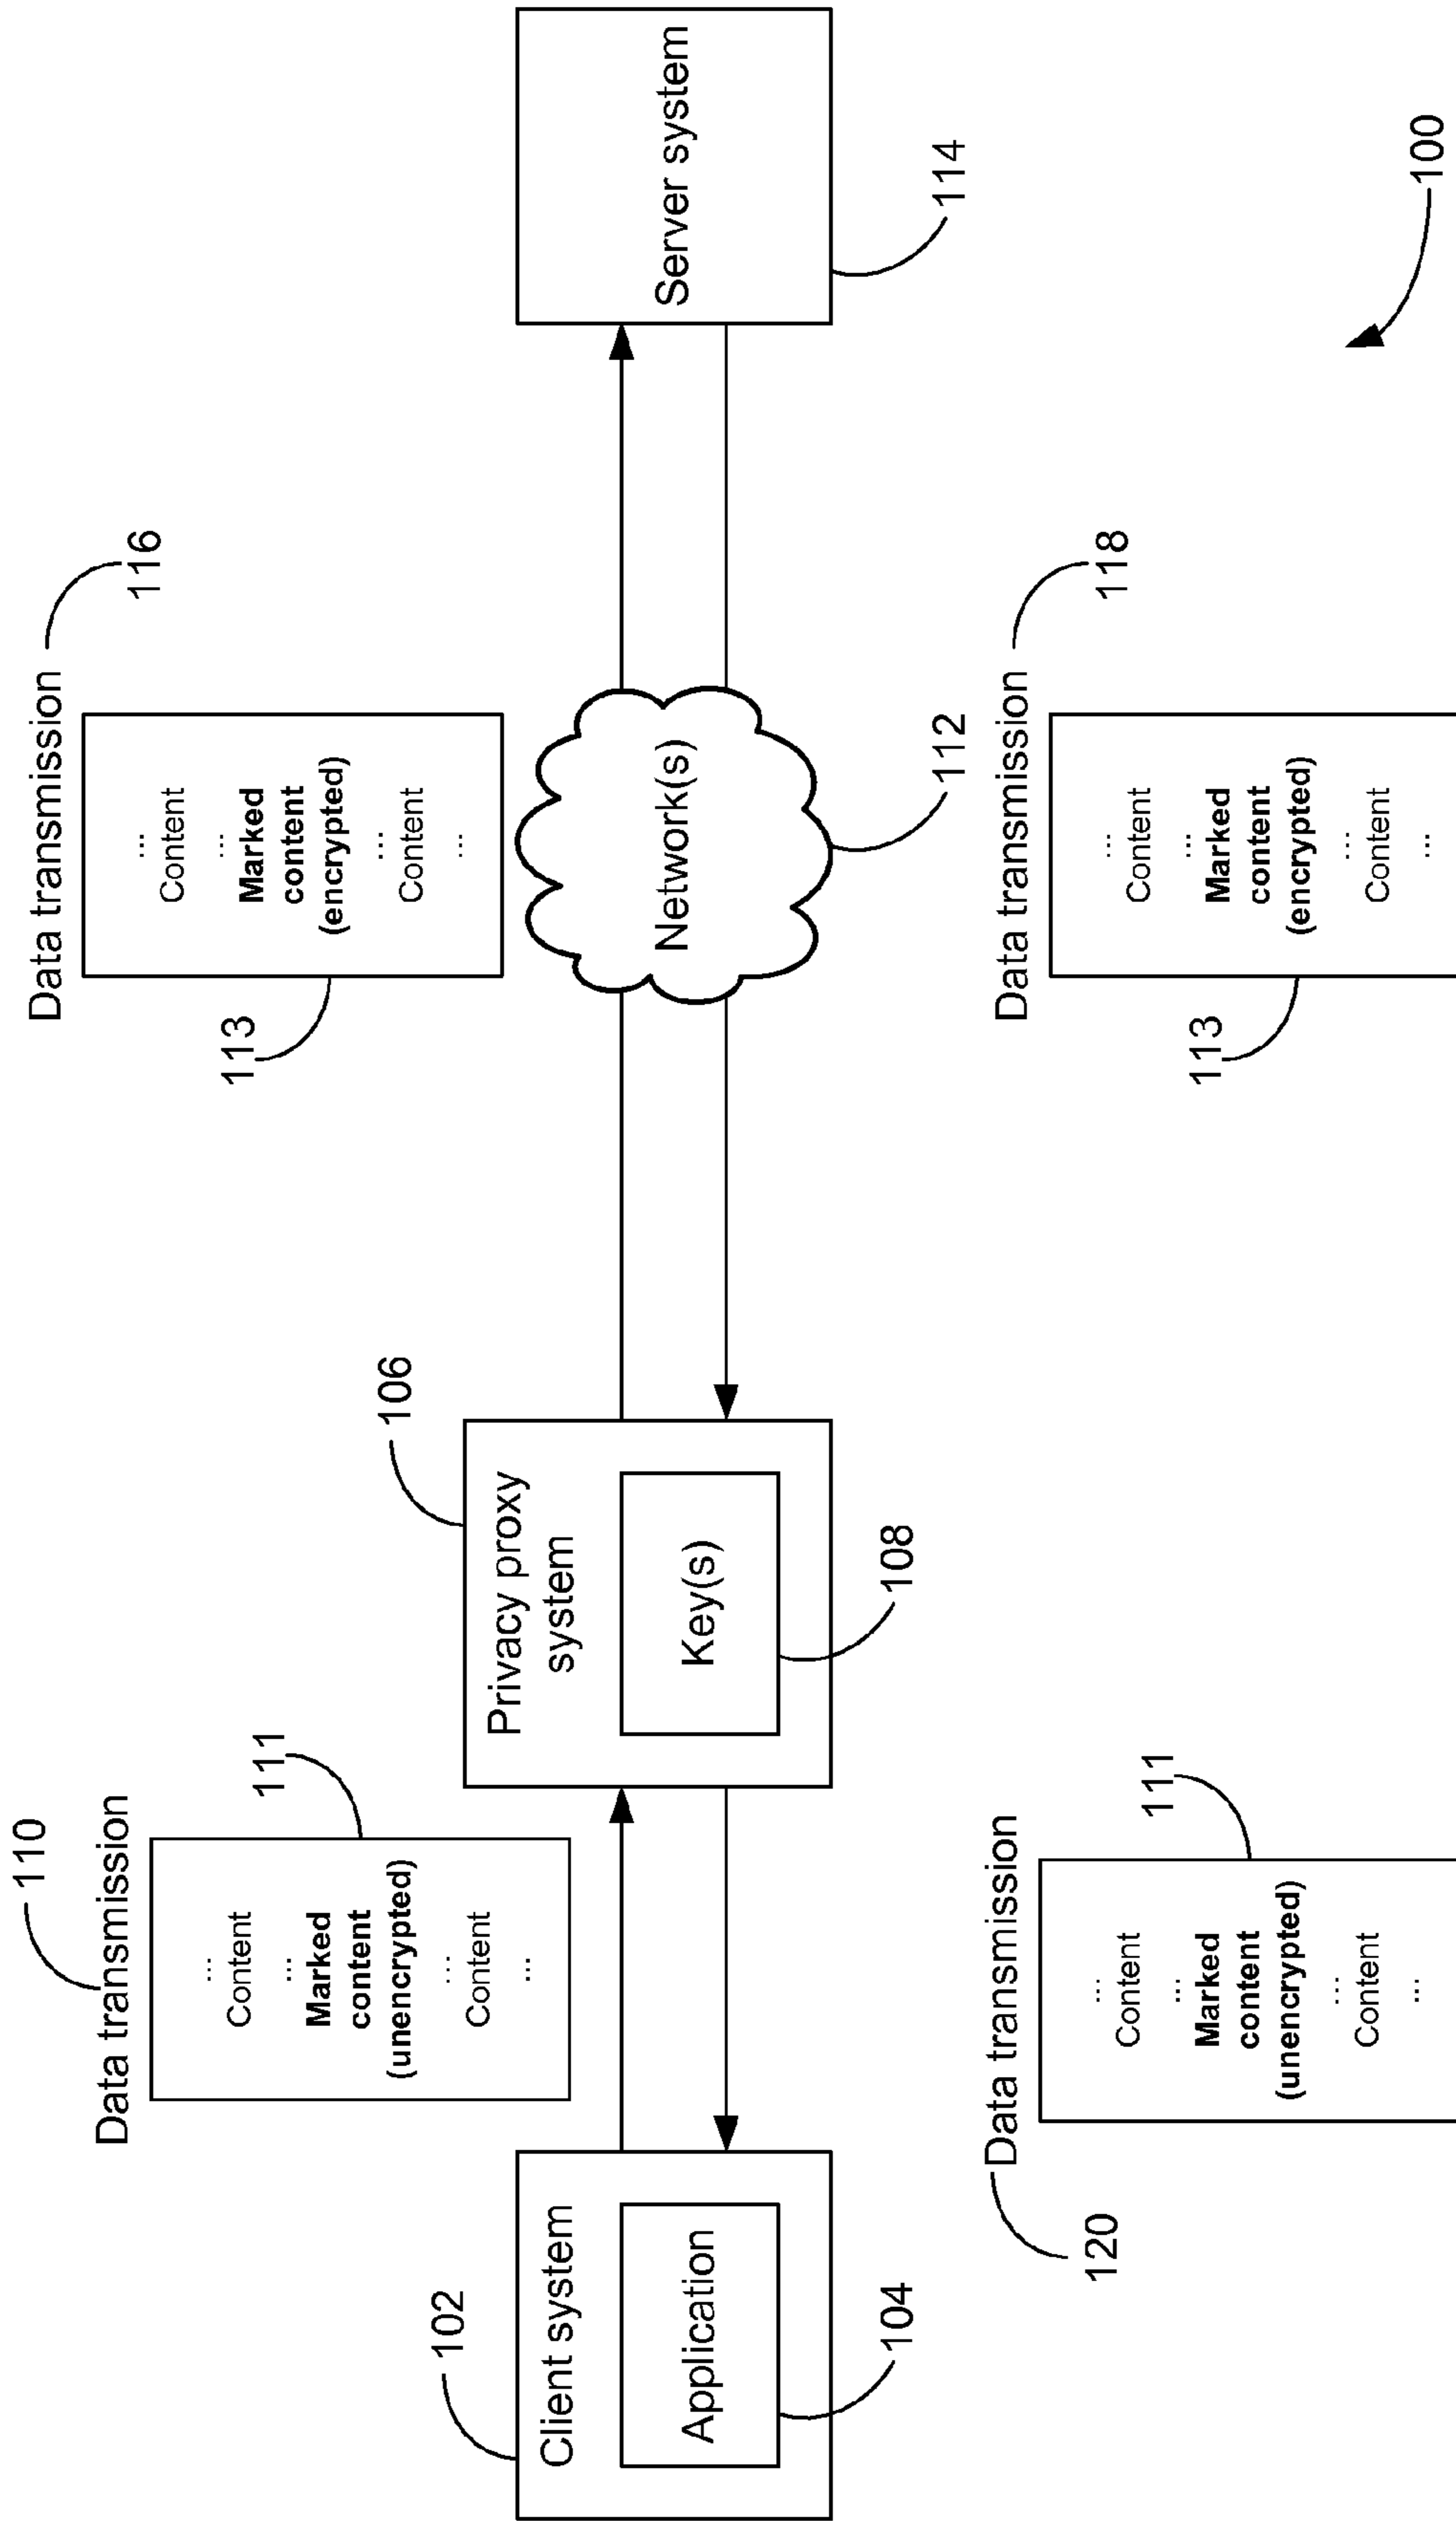 110
Data transmission
...
Content
...
Marked
content
(unencrypted)
...
Content
...
111
Data transmission
116
...
Content
...
Marked
content
(encrypted)
...
Content
...
113
102
Client system
Application
104
106
Privacy proxy
system
Key(s)
108
Network(s)
112
Server system
114
120
Data transmission
...
Content
...
Marked
content
(unencrypted)
...
Content
...
111
Data transmission
118
...
Content
...
Marked
content
(encrypted)
...
Content
...
113
100